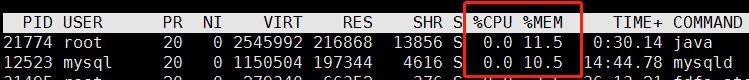 PID USER PR NI VIRT RES SHR S %CPU %MEM TIME+ COMMAND
21774 root 20 0 2545992 216868 13856 S 0.0 11.5 0:30.14 java
12523 mysql 20 0 1150504 197344 4616 S 0.0 10.5 14:44.78 mysqld